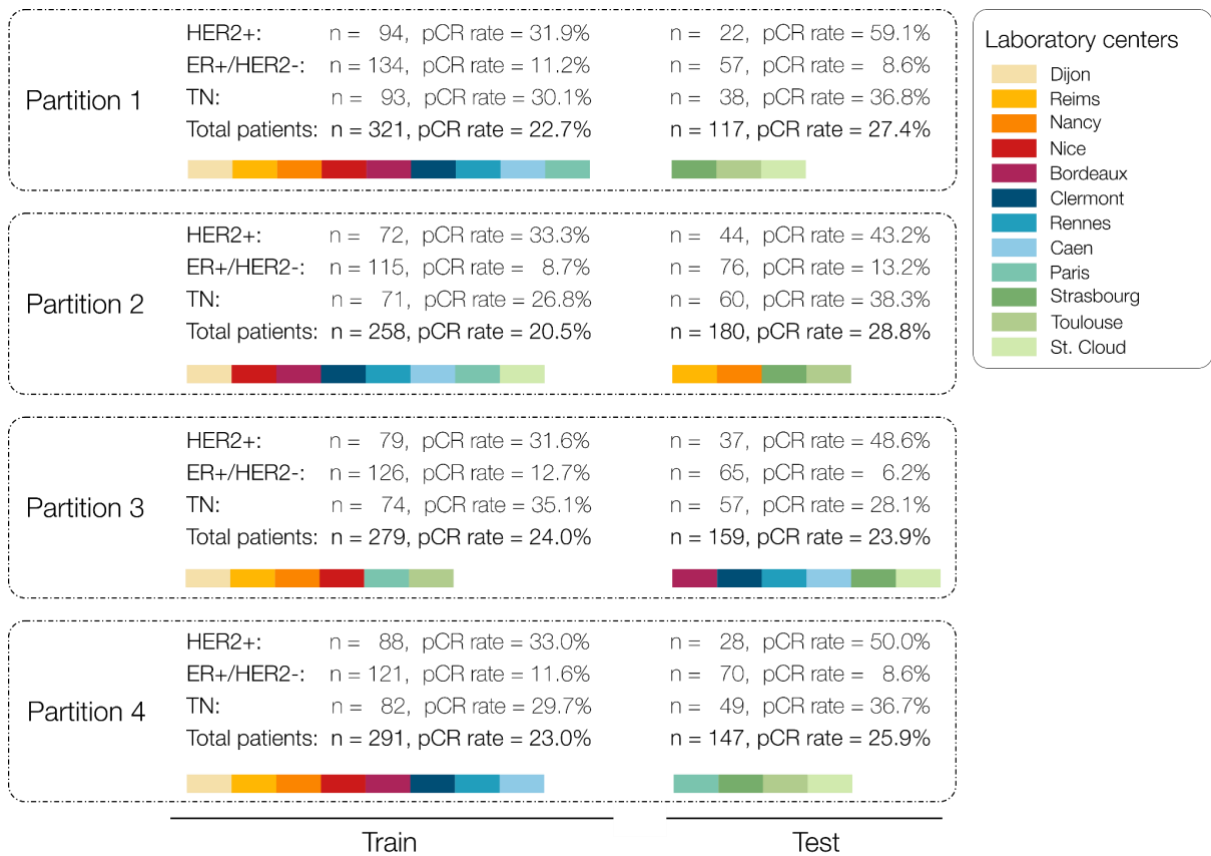 HER2+: n = 94, pCR rate = 31.9% n = 22, pCR rate = 59.1%
ER+/HER2-: n = 134, pCR rate = 11.2% n = 57, pCR rate = 8.6%
Partition 1
TN: n = 93, pCR rate = 30.1% n = 38, pCR rate = 36.8%
Total patients: n = 321, pCR rate = 22.7% n = 117, pCR rate = 27.4%
HER2+: n = 72, pCR rate = 33.3% n = 44, pCR rate = 43.2%
ER+/HER2-: n = 115, pCR rate = 8.7% n = 76, pCR rate = 13.2%
Partition 2
TN: n = 71, pCR rate = 26.8% n = 60, pCR rate = 38.3%
Total patients: n = 258, pCR rate = 20.5% n = 180, pCR rate = 28.8%
HER2+: n = 79, pCR rate = 31.6% n = 37, pCR rate = 48.6%
ER+/HER2-: n = 126, pCR rate = 12.7% n = 65, pCR rate = 6.2%
Partition 3
TN: n = 74, pCR rate = 35.1% n = 57, pCR rate = 28.1%
Total patients: n = 279, pCR rate = 24.0% n = 159, pCR rate = 23.9%
HER2+: n = 88, pCR rate = 33.0% n = 28, pCR rate = 50.0%
ER+/HER2-: n = 121, pCR rate = 11.6% n = 70, pCR rate = 8.6%
Partition 4
TN: n = 82, pCR rate = 29.7% n = 49, pCR rate = 36.7%
Total patients: n = 291, pCR rate = 23.0% n = 147, pCR rate = 25.9%
Train Test
Laboratory centers
Dijon
Reims
Nancy
Nice
Bordeaux
Clermont
Rennes
Caen
Paris
Strasbourg
Toulouse
St. Cloud